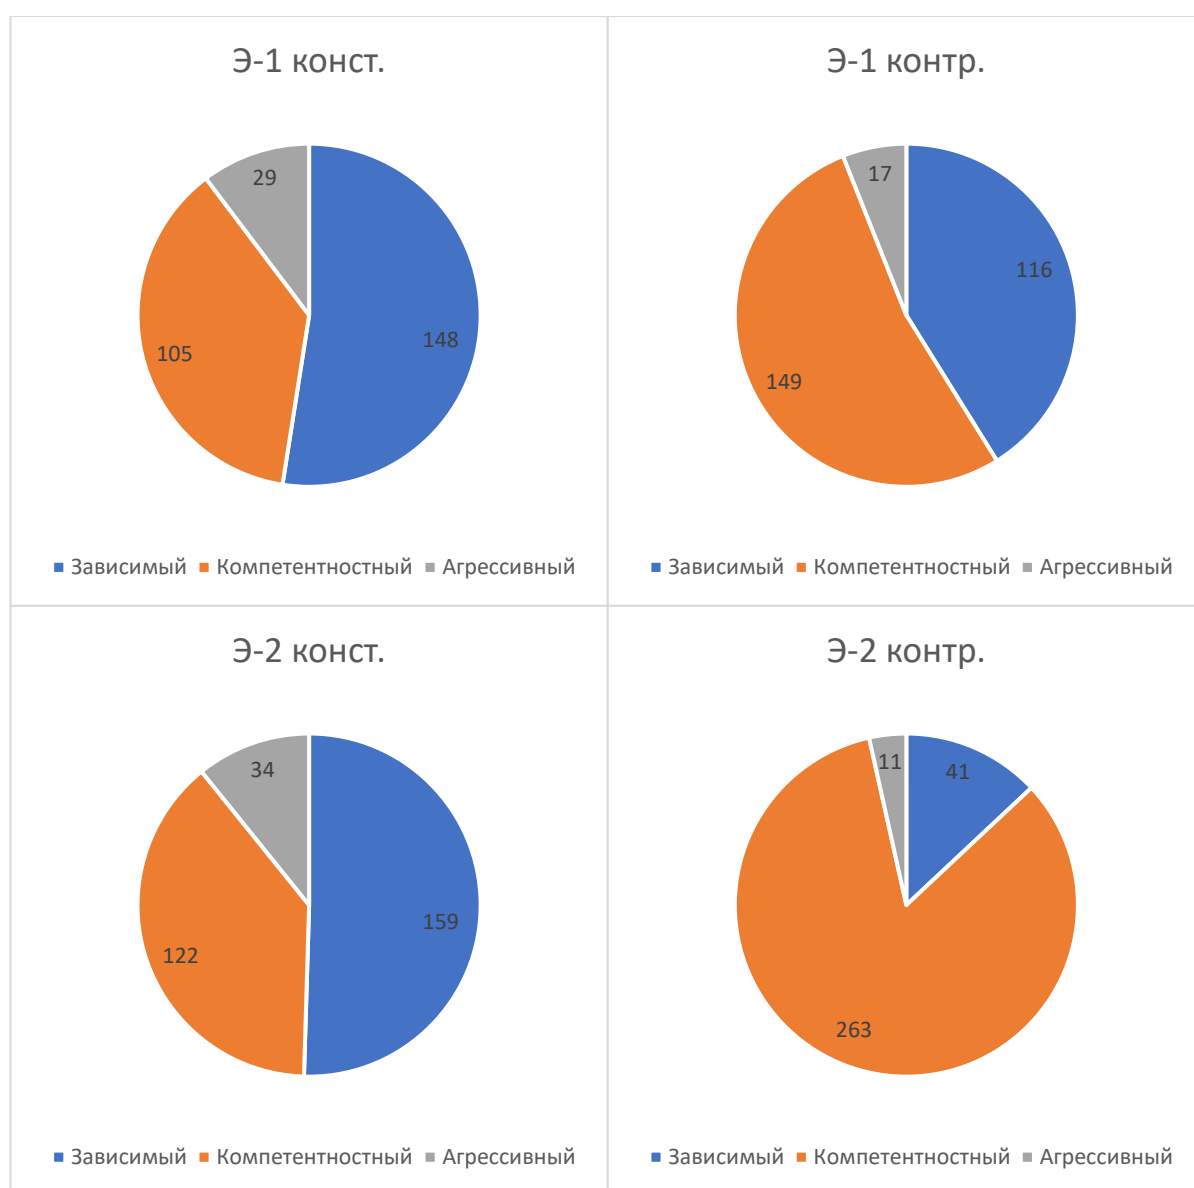 Э-1 конст.
29
148
105
Зависимый Компетентностный Агрессивный
Э-1 контр.
17
116
149
Зависимый Компетентностный Агрессивный
Э-2 конст.
34
159
122
Зависимый Компетентностный Агрессивный
Э-2 контр.
11
41
263
Зависимый Компетентностный Агрессивный